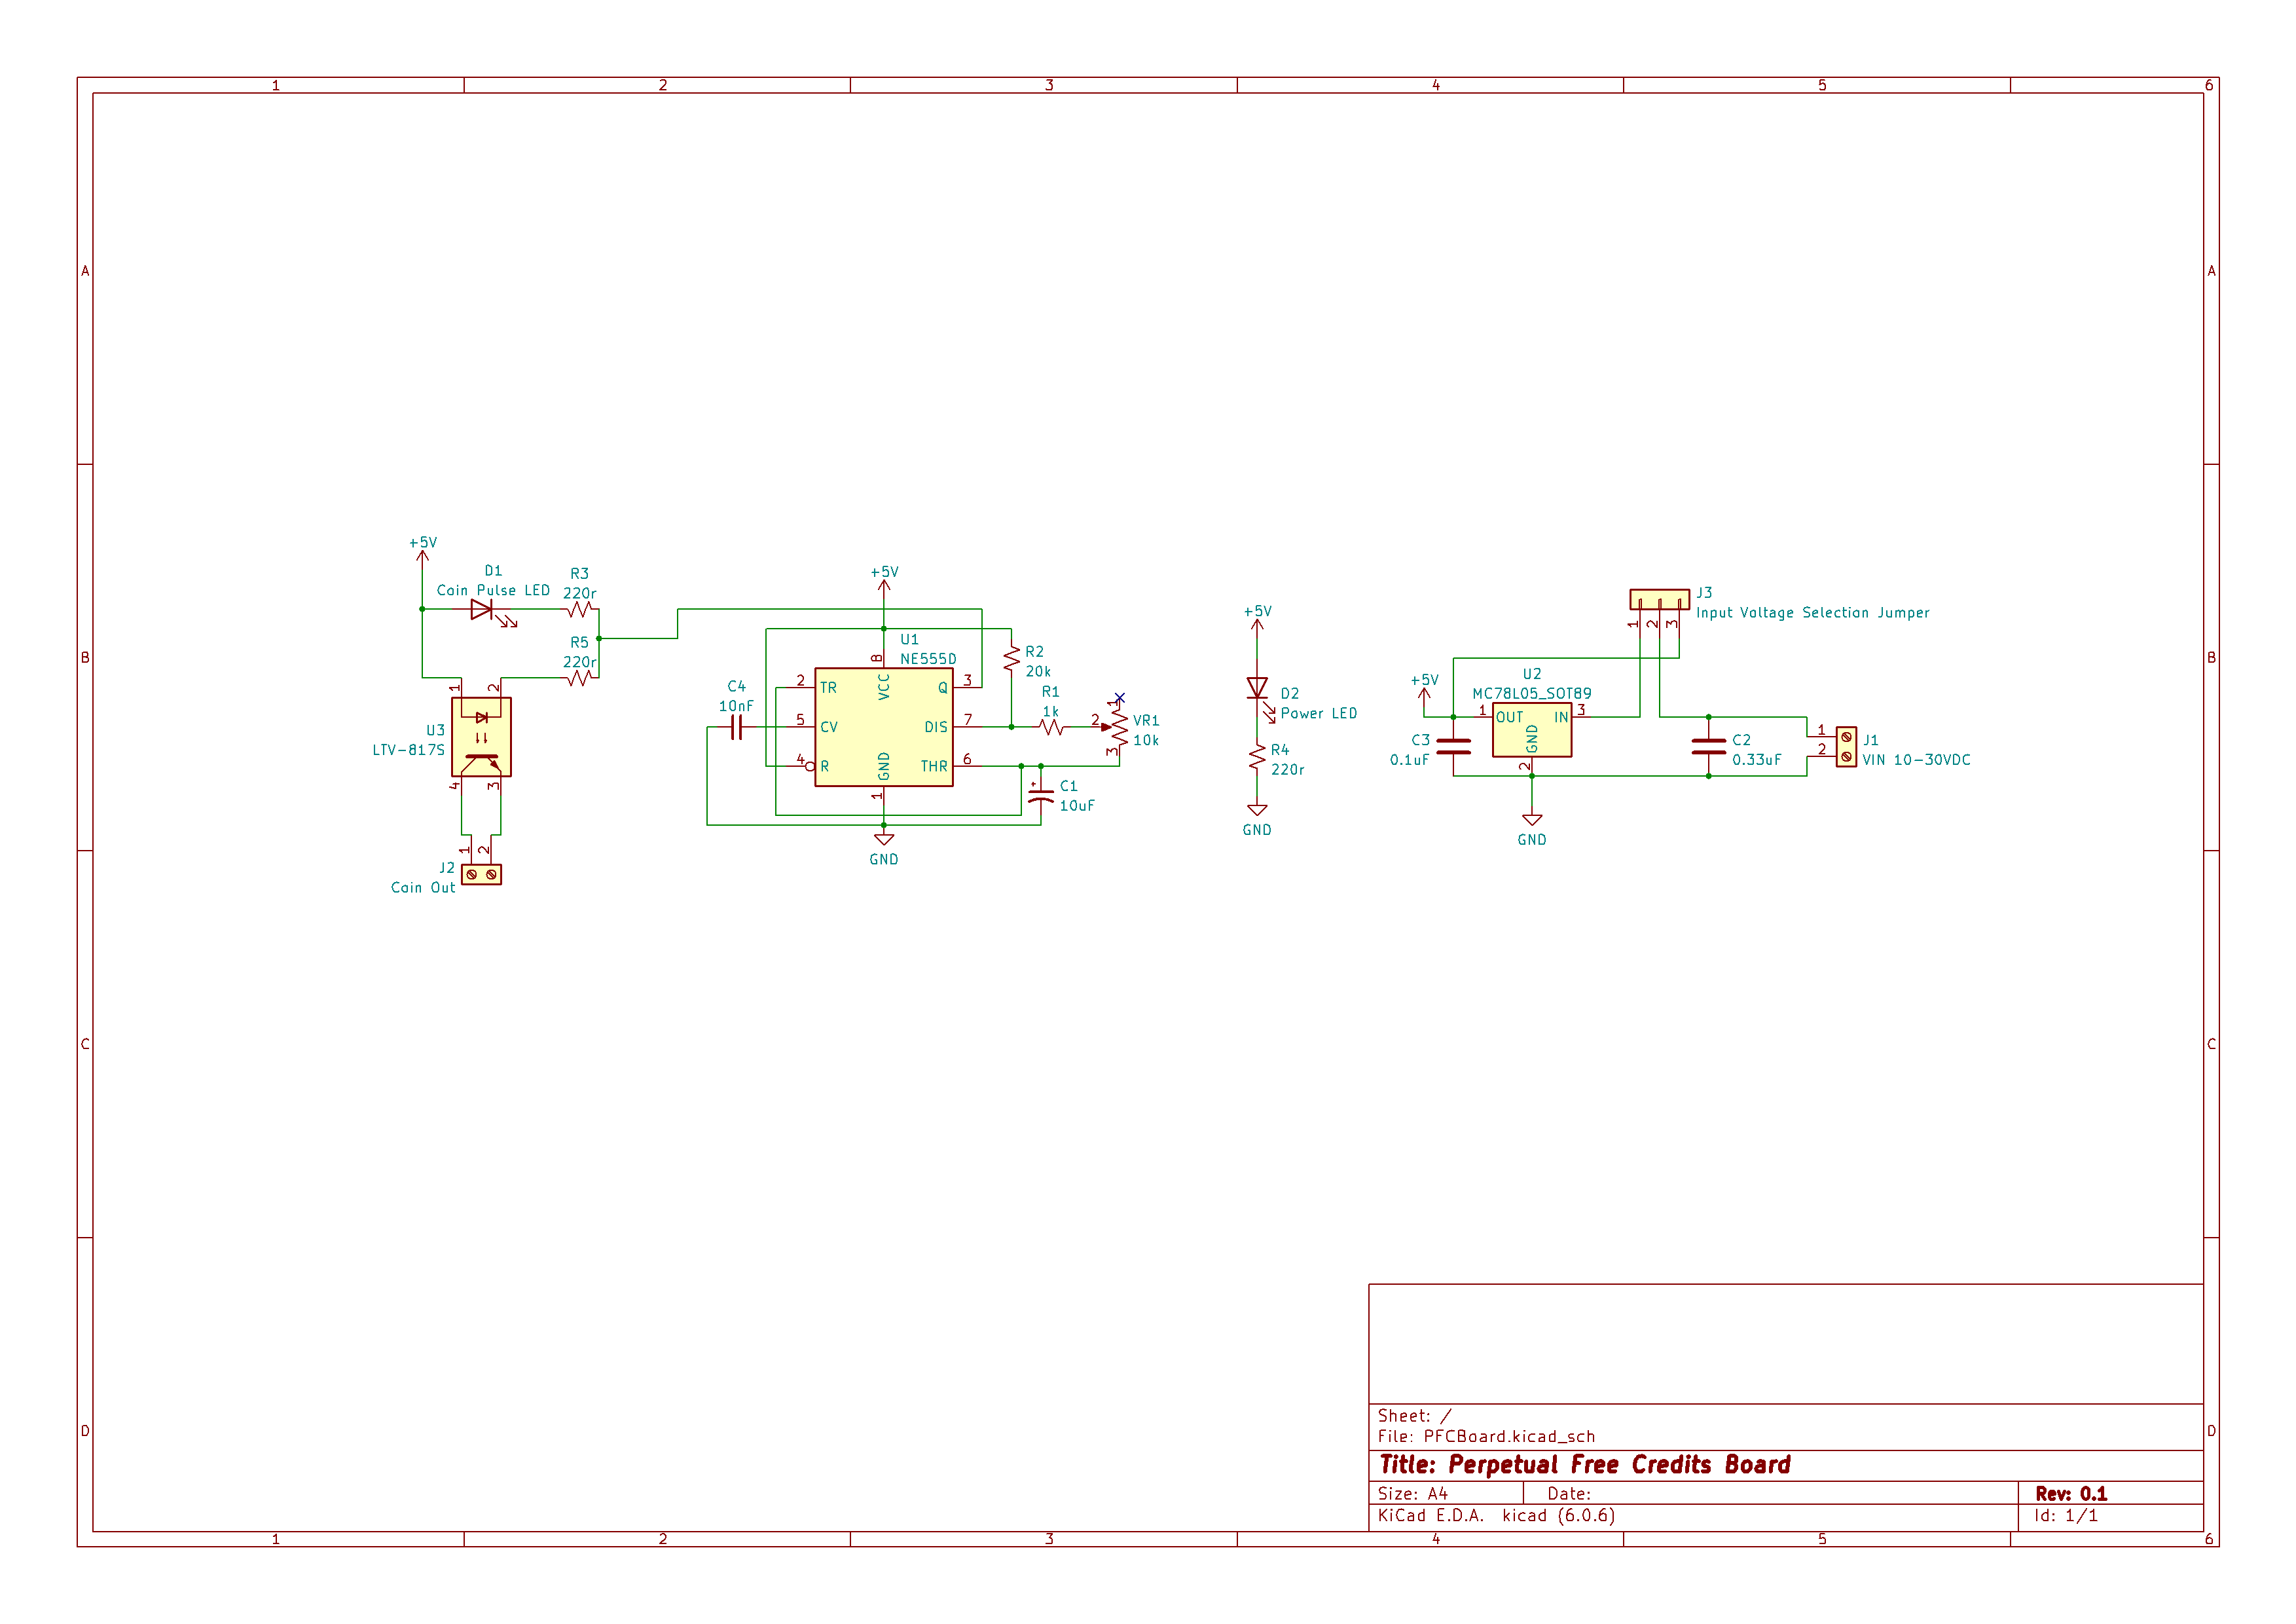 1 2 3 4 5 6
A A
+5V
D1
Coin Pulse LED
R3
220r
R5
220r
1 2
U3
LTV-817S
4 3
1 2
J2
Coin Out
+5V
U1
NE555D
8
VCC
2 TR
Q 3
C4
10nF
5 CV
DIS 7
4 R
GND
THR 6
1
GND
R2
20k
R1
1k
1
2
3
VR1
10k
+
C1
10uF
+5V
D2
Power LED
R4
220r
GND
J3
Input Voltage Selection Jumper
1 2 3
+5V
U2
MC78L05_SOT89
1 OUT IN 3
GND
2
C3
0.1uF
GND
C2
0.33uF
1
2
J1
VIN 10-30VDC
B B
C C
D D
Sheet: /
File: PFCBoard.kicad_sch
Title: Perpetual Free Credits Board
Size: A4 Date: Rev: 0.1
KiCad E.D.A. kicad (6.0.6) Id: 1/1
1 2 3 4 5 6